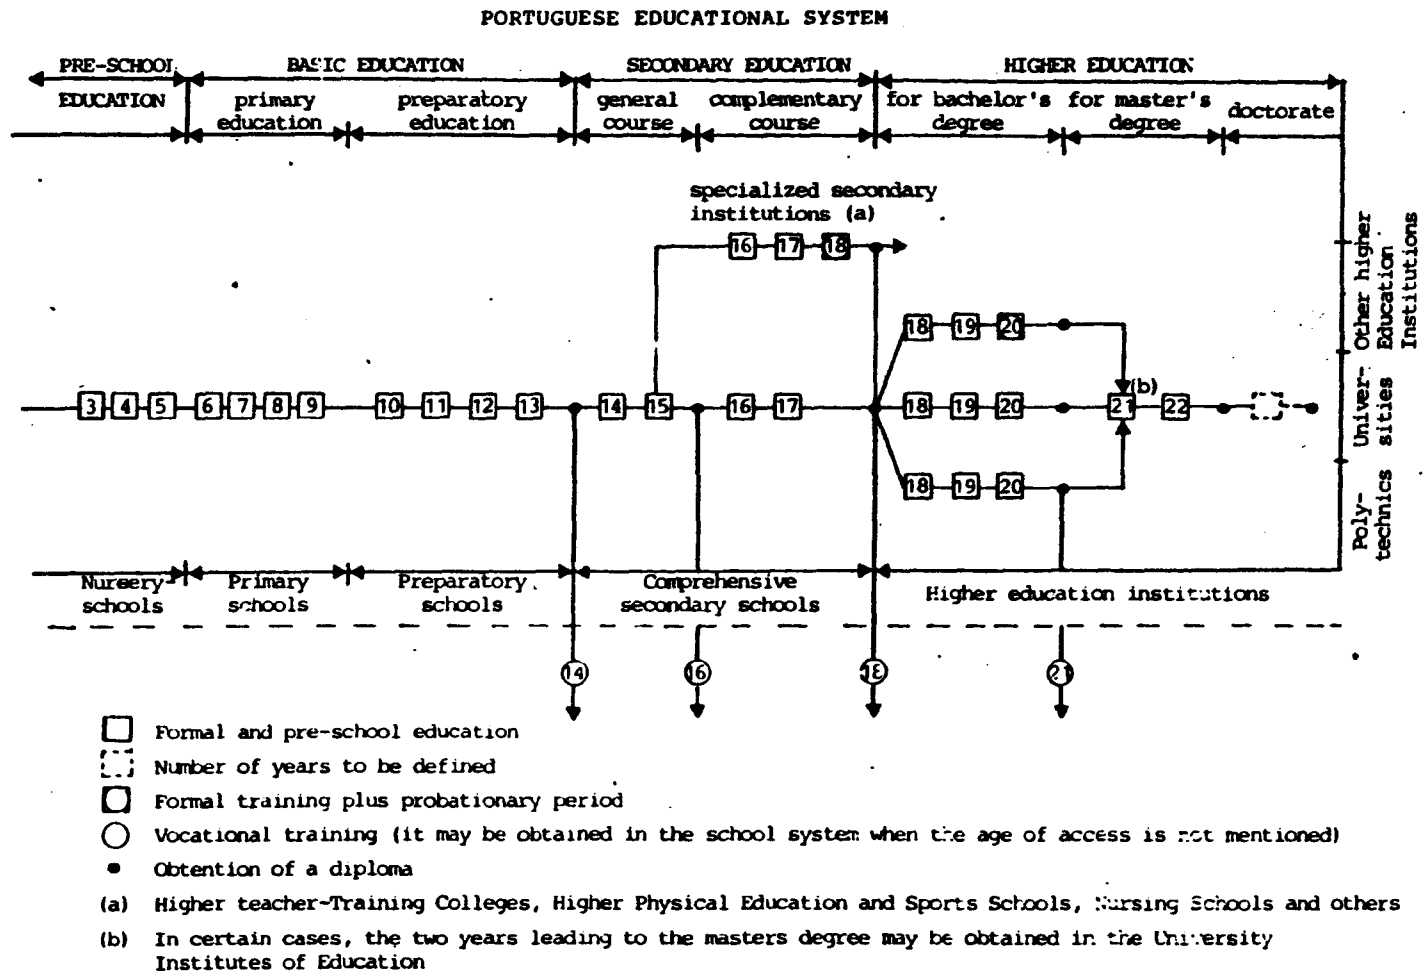 PORTUGUESE EDUCATIONAL SYSTEM
PRE-SCHOOL BASIC EDUCATION SECONDARY EDUCATION HIGHER EDUCATION
EDUCATION primary preparatory general complementary for bachelor's for master's doctorate
education education course course degree degree
specialized secondary
institutions (a)
16 17 18
18 19 20
(b)
3 4 5 6 7 8 9 10 11 12 13 14 15 16 17 18 19 20 21 22
18 19 20
Other higher
Education
Institutions
Univer-
sities
Poly-
technics
Nursery Primary Preparatory Comprehensive
schools schools schools secondary schools
Higher education institutions
14 16 18 21
Formal and pre-school education
Number of years to be defined
Formal training plus probationary period
Vocational training (it may be obtained in the school system when the age of access is not mentioned)
Obtention of a diploma
(a) Higher teacher-Training Colleges, Higher Physical Education and Sports Schools, Nursing Schools and others
(b) In certain cases, the two years leading to the masters degree may be obtained in the University
Institutes of Education